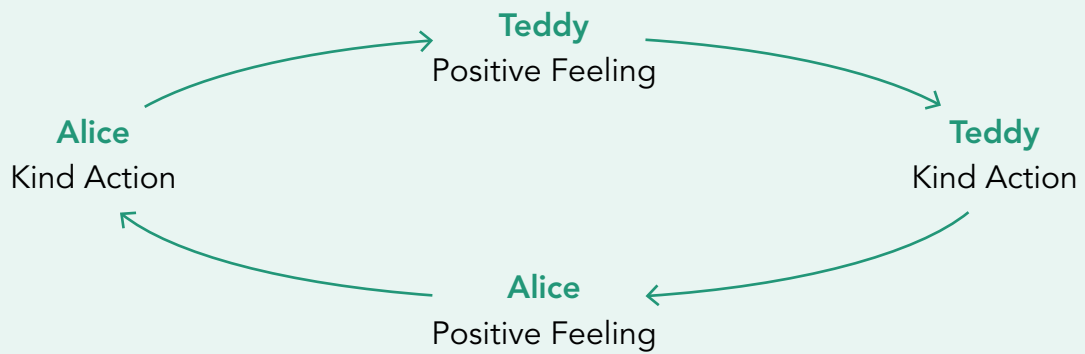 Teddy
Positive Feeling
Alice
Kind Action
Teddy
Kind Action
Alice
Positive Feeling